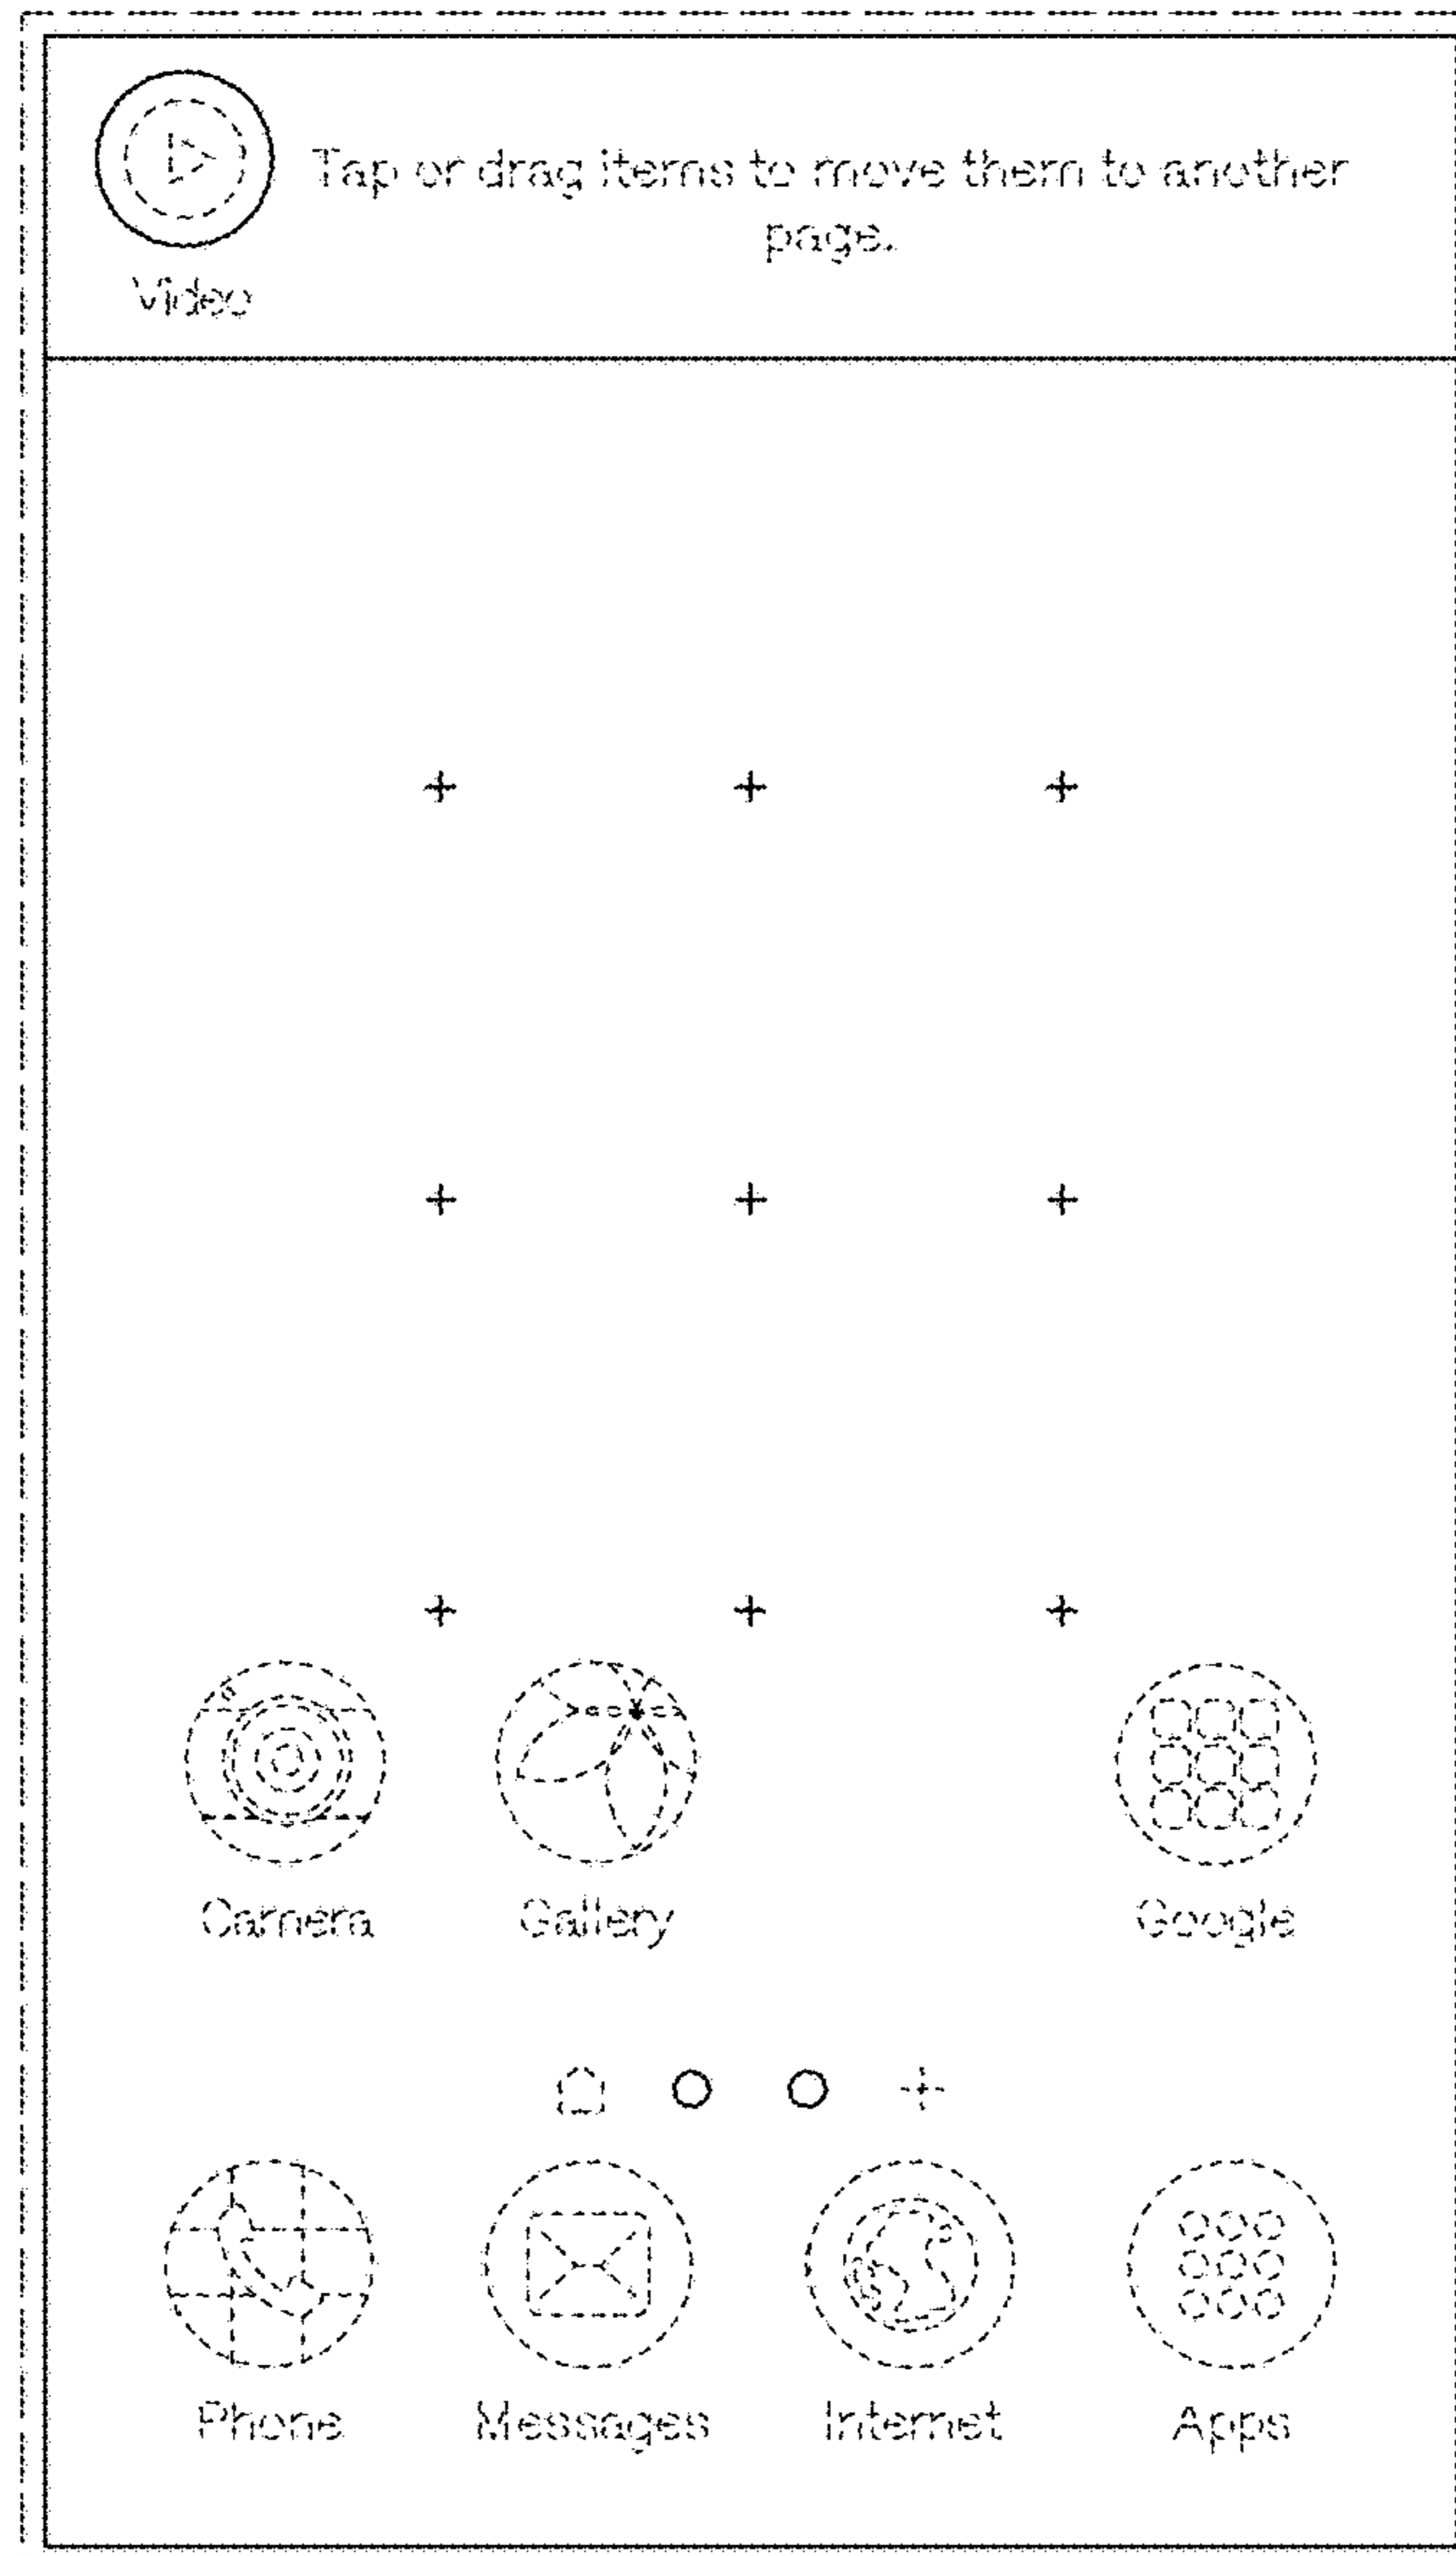 Tap or drag items to move them to another
page.
Video
Camera
Gallery
Google
Phone
Messages
Internet
Apps